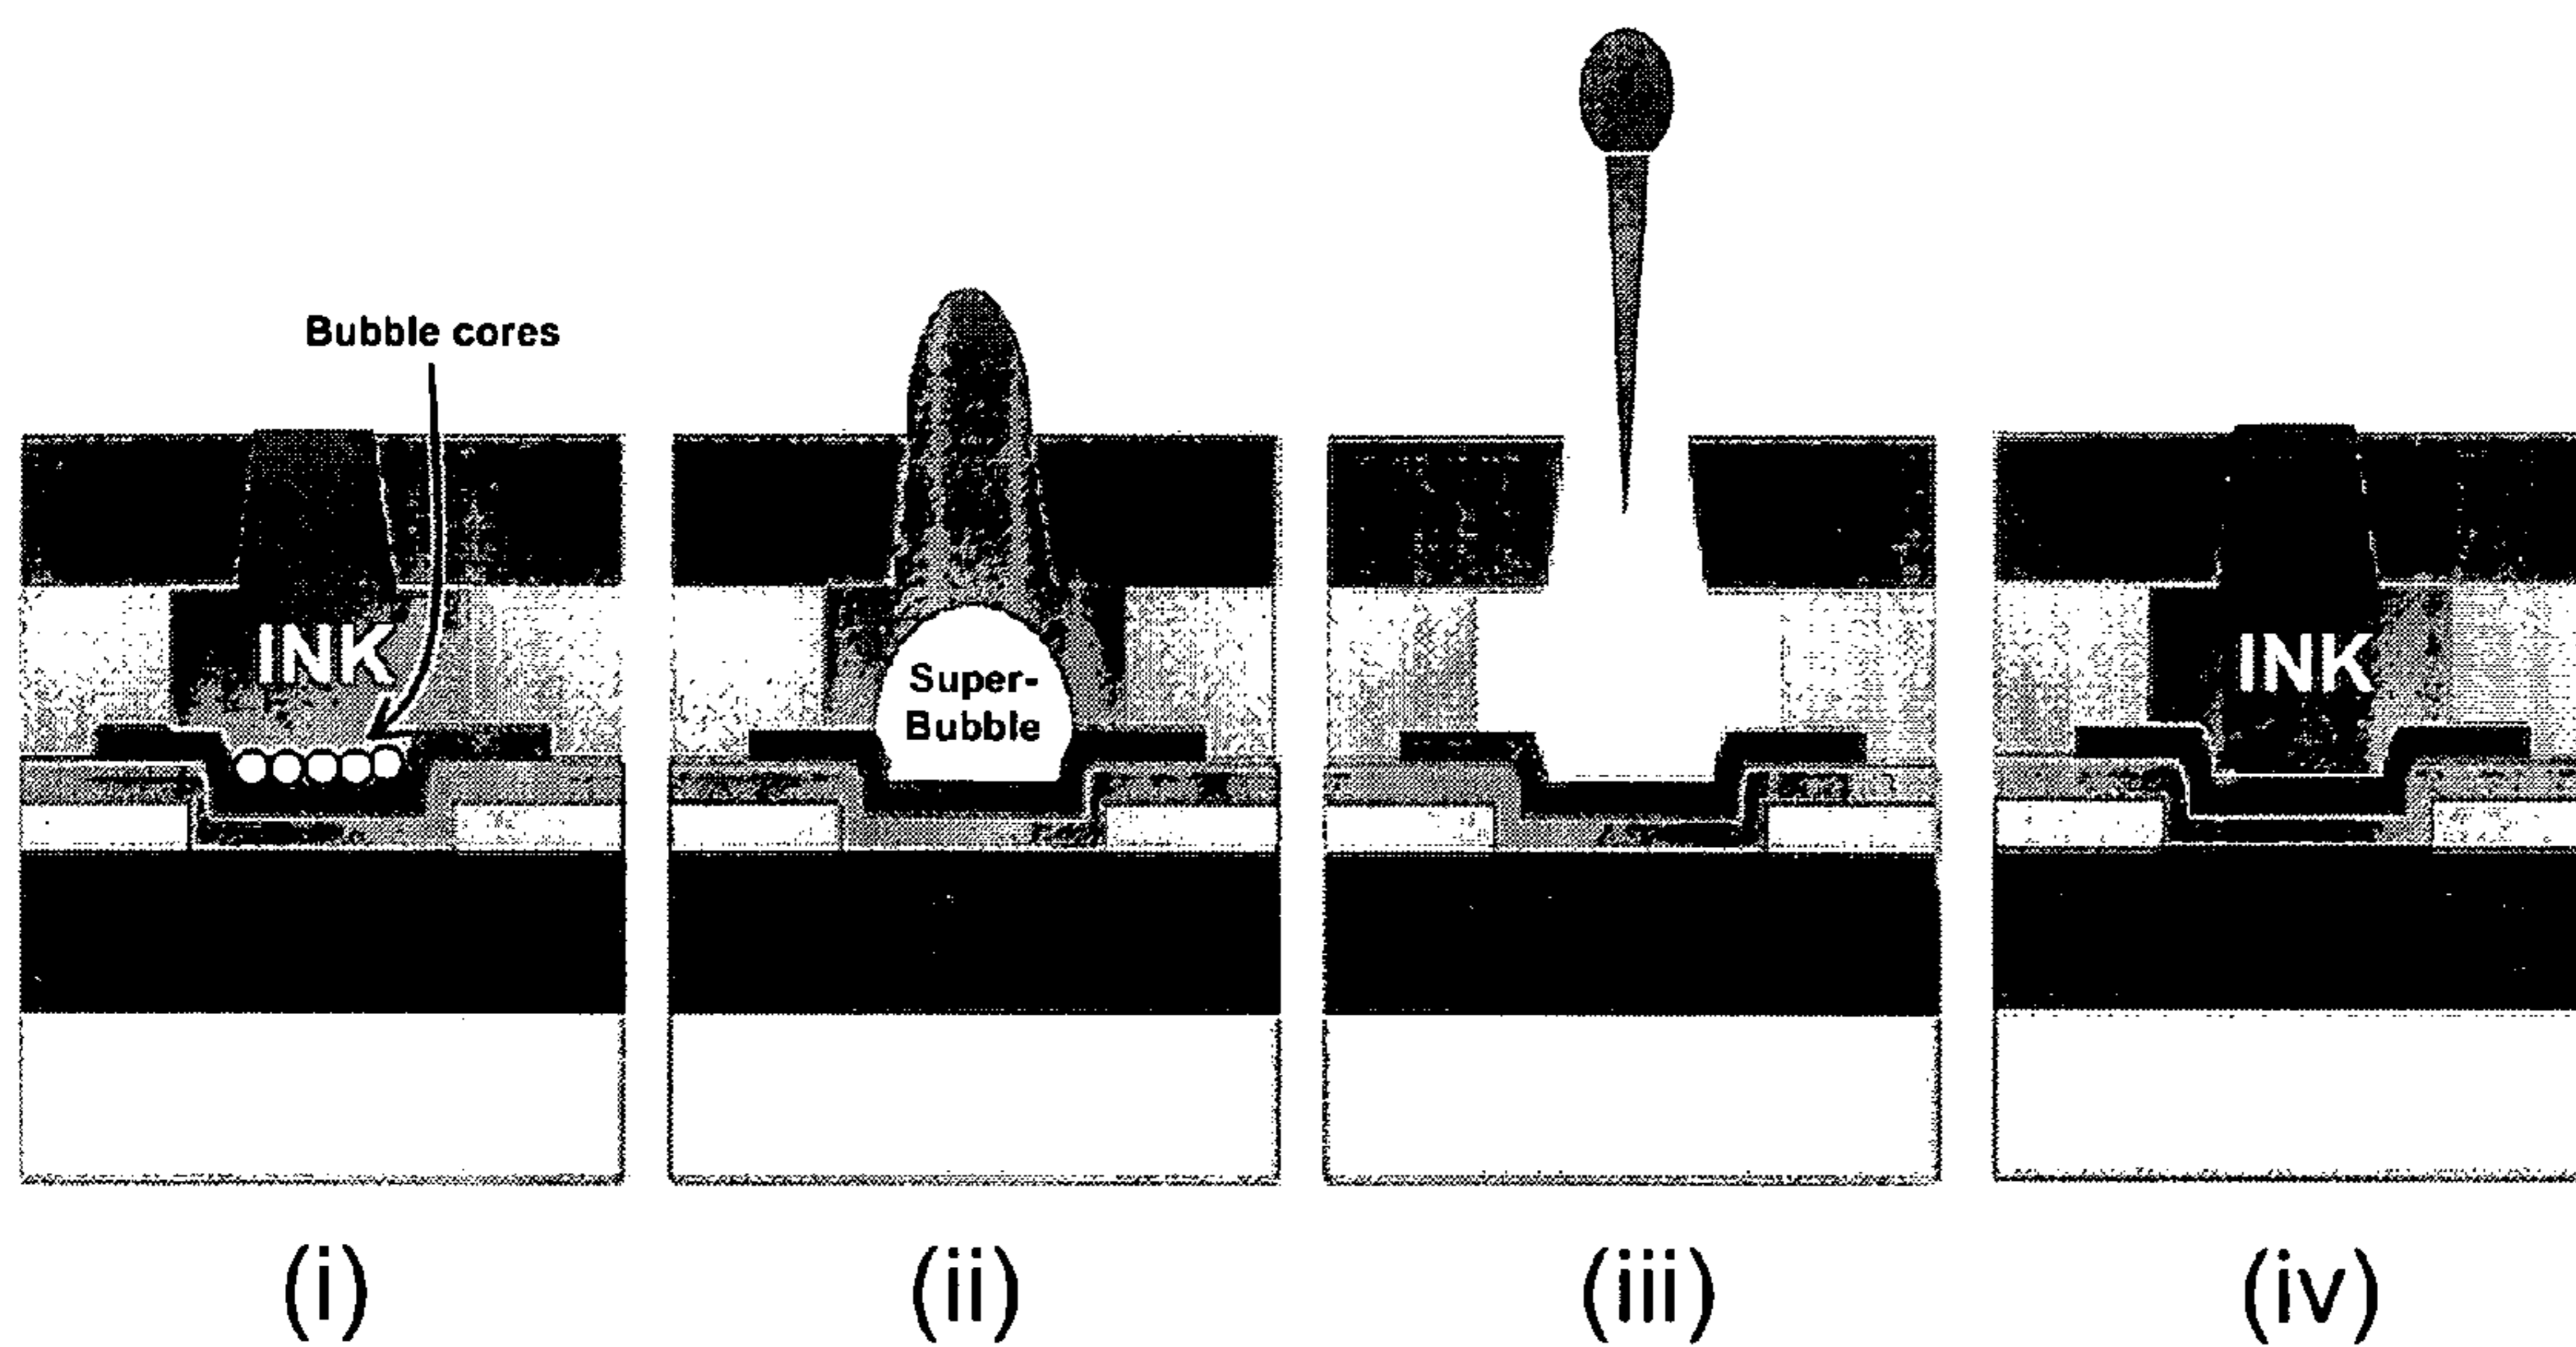 Bubble cores
INK
Super-
Bubble
INK
(i)
(ii)
(iii)
(iv)